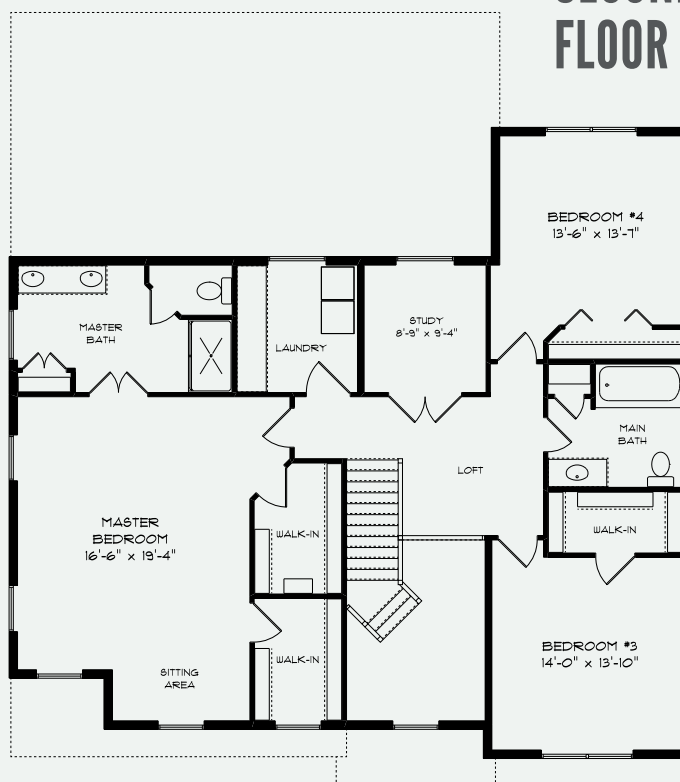 FLOOR
BEDROOM #4
13'-6" x 13'-7"
STUDY
8'-9" x 9'-4"
MASTER
BATH
LAUNDRY
MAIN
BATH
LOFT
MASTER
BEDROOM
16'-6" x 19'-4"
WALK-IN
WALK-IN
WALK-IN
BEDROOM #3
14'-0" x 13'-10"
SITTING
AREA